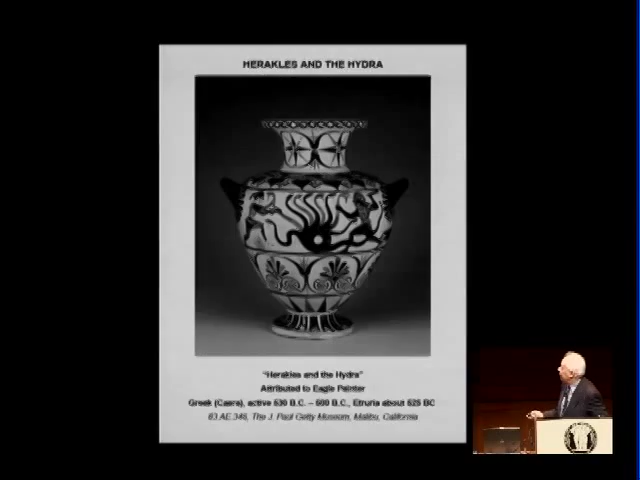 HERAKLES AND THE HYDRA
"Herakles and the Hydra"
Attributed to Eagle Painter
Greek (Caere), active 530 B.C. – 500 B.C., Etruria about 525 BC
83.AE.346, The J. Paul Getty Museum, Malibu, California